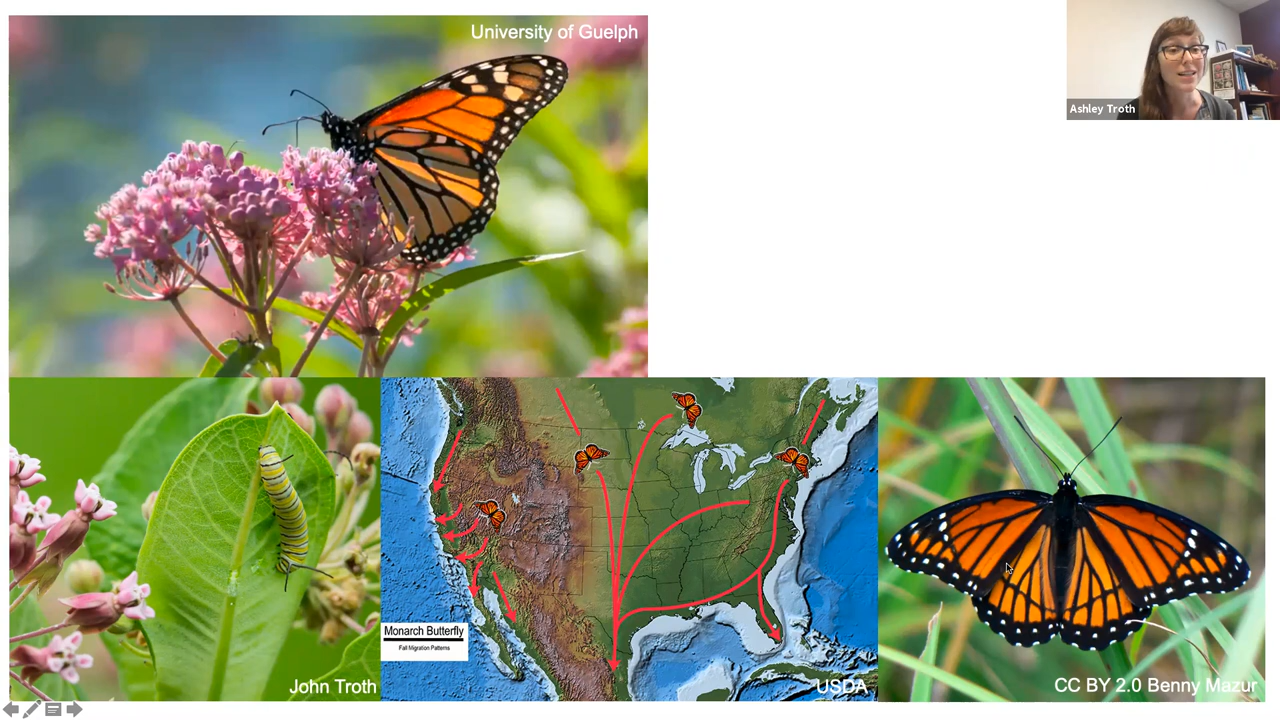 University of Guelph
Ashley Troth
Monarch Butterfly
Fall Migration Patterns
John Troth
USDA
CC BY 2.0 Benny Mazur